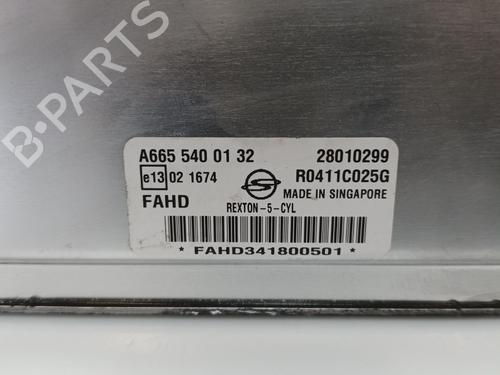 B-PARTS
A665 540 01 32 28010299
e13 02 1674 R0411C025G
MADE IN SINGAPORE
FAHD REXTON-5-CYL
* FAHD341800501 *